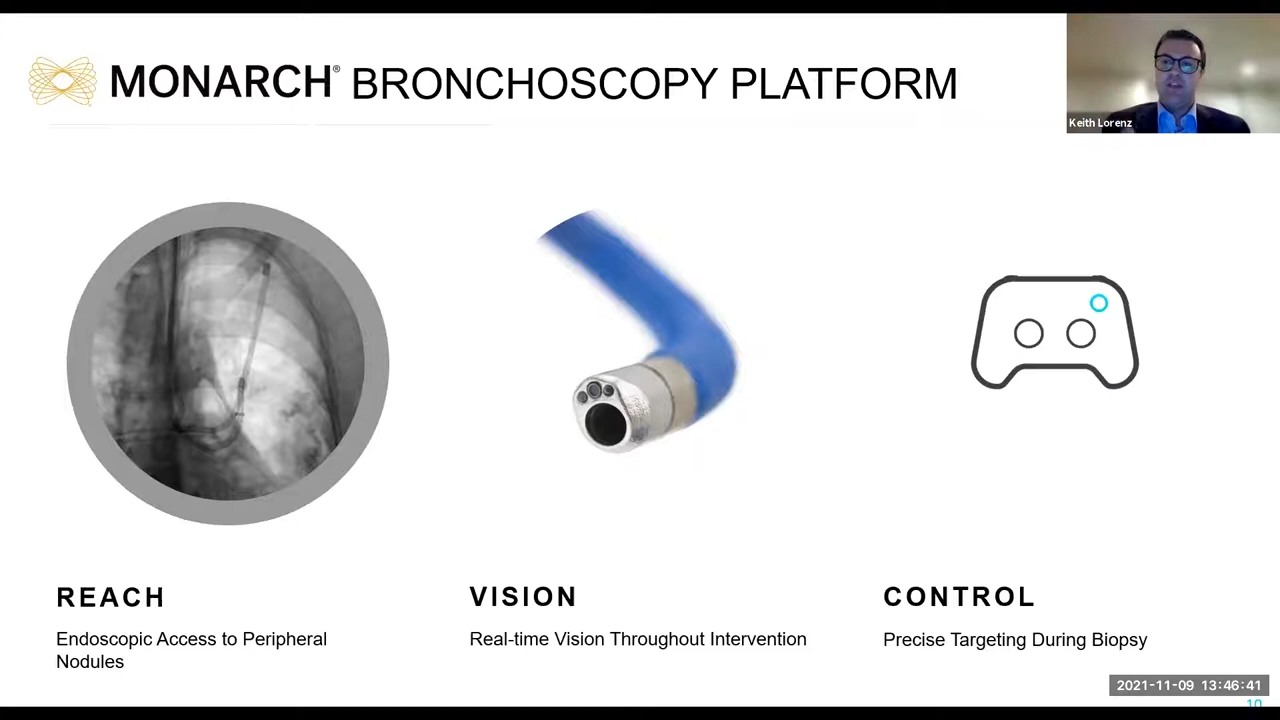 MONARCH® BRONCHOSCOPY PLATFORM
Keith Lorenz
REACH
Endoscopic Access to Peripheral
Nodules
VISION
Real-time Vision Throughout Intervention
CONTROL
Precise Targeting During Biopsy
2021-11-09 13:46:41
10